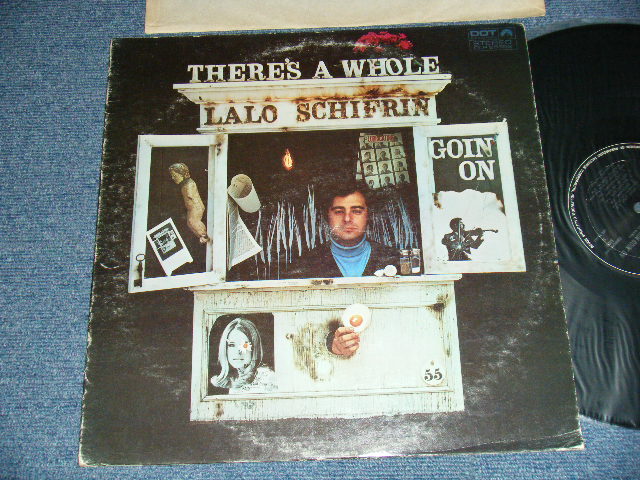 DOT
STEREO
THERE'S A WHOLE
LALO SCHIFRIN
GOIN
ON
55